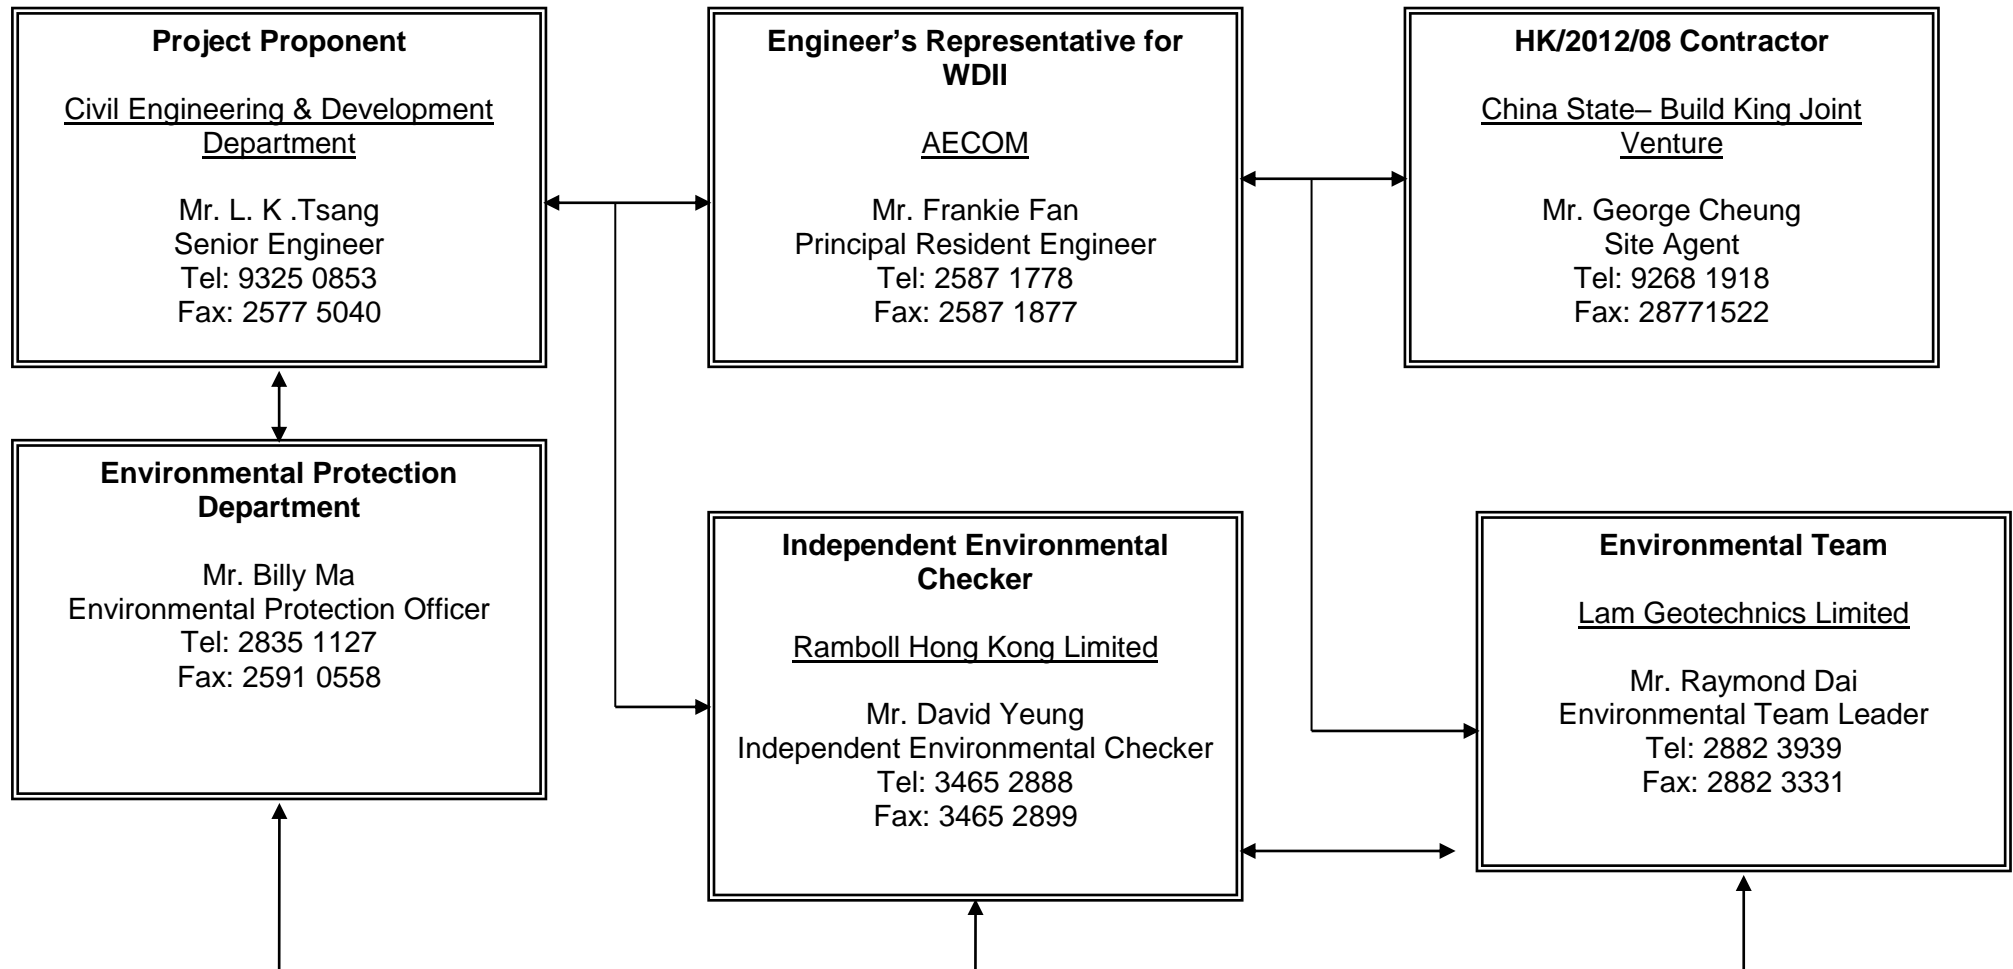 Project Proponent
Civil Engineering & Development
Department
Mr. L. K .Tsang
Senior Engineer
Tel: 9325 0853
Fax: 2577 5040
Engineer’s Representative for
WDII
AECOM
Mr. Frankie Fan
Principal Resident Engineer
Tel: 2587 1778
Fax: 2587 1877
HK/2012/08 Contractor
China State– Build King Joint
Venture
Mr. George Cheung
Site Agent
Tel: 9268 1918
Fax: 28771522
Environmental Protection
Department
Mr. Billy Ma
Environmental Protection Officer
Tel: 2835 1127
Fax: 2591 0558
Independent Environmental
Checker
Ramboll Hong Kong Limited
Mr. David Yeung
Independent Environmental Checker
Tel: 3465 2888
Fax: 3465 2899
Environmental Team
Lam Geotechnics Limited
Mr. Raymond Dai
Environmental Team Leader
Tel: 2882 3939
Fax: 2882 3331